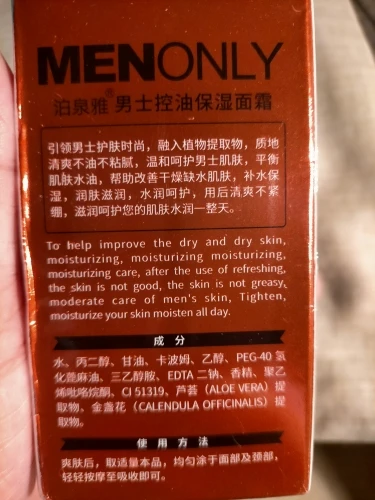 MENONLY
泊泉雅®男士控油保湿面霜
引领男士护肤时尚，融入植物提取物，质地
清爽不油不粘腻，温和呵护男士肌肤，平衡
肌肤水油，帮助改善干燥缺水肌肤，补水保
湿，润肤滋润，水润呵护，用后清爽不紧
绷，滋润呵护您的肌肤水润一整天。
To help improve the dry and dry skin,
moisturizing, moisturizing moisturizing,
moisturizing care, after the use of refreshing,
the skin is not good, the skin is not greasy,
moderate care of men's skin, Tighten,
moisturize your skin moisten all day.
成分
水、丙二醇、甘油、卡波姆、乙醇、PEG-40 氢
化蓖麻油、三乙醇胺、EDTA 二钠、香精、聚乙
烯吡咯烷酮、CI 51319、芦荟（ALOE VERA）提
取物、金盏花（CALENDULA OFFICINALIS）提
取物。
使用方法
爽肤后，取适量本品，均匀涂于面部及颈部，
轻轻按摩至吸收即可。